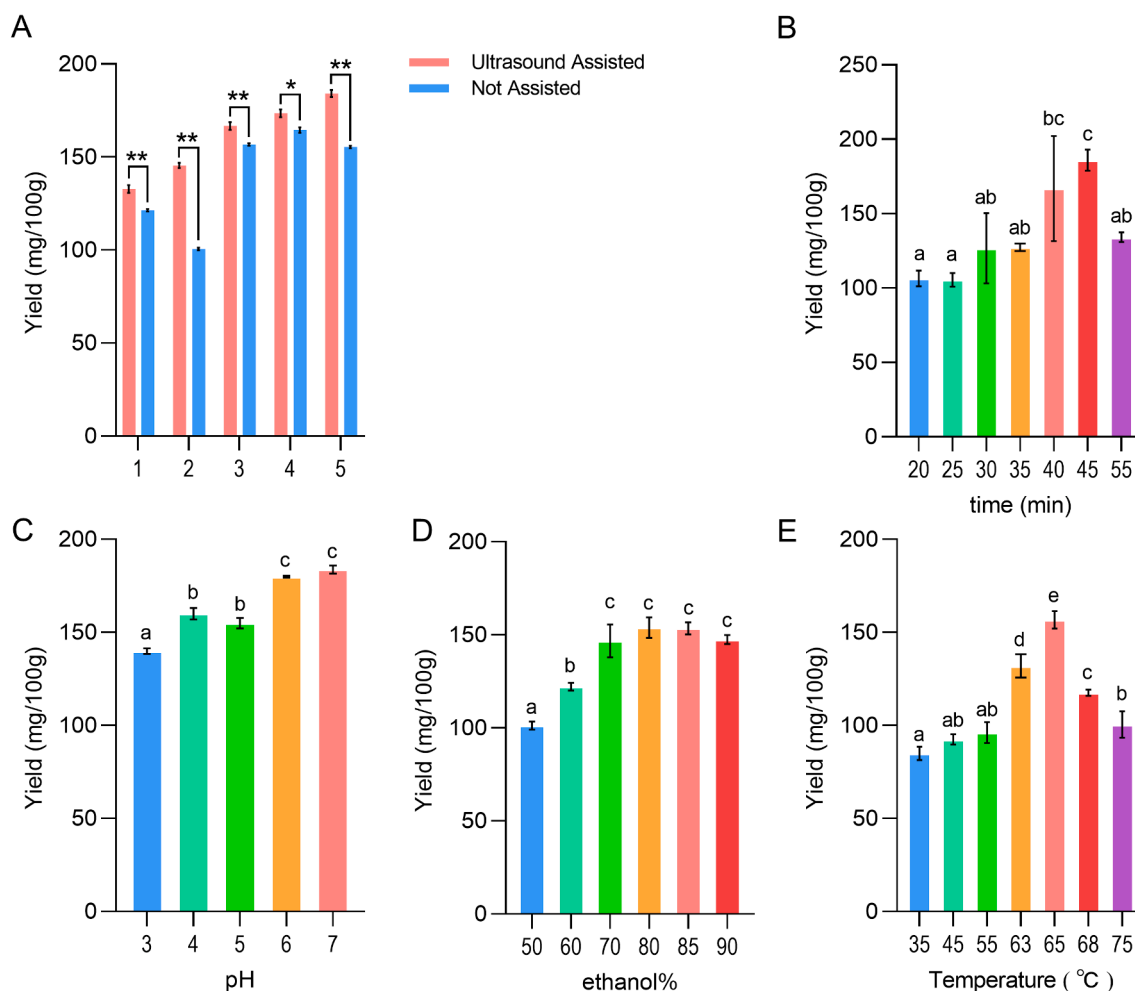 A
Ultrasound Assisted
Not Assisted
Yield (mg/100g)
200
150
100
50
0
** ** ** * **
1 2 3 4 5
B
Yield (mg/100g)
250
200
150
100
50
0
a a ab ab bc c ab
20 25 30 35 40 45 55
time (min)
C
Yield (mg/100g)
200
150
100
50
0
a b b c c
3 4 5 6 7
pH
D
Yield (mg/100g)
200
150
100
50
0
a b c c c c
50 60 70 80 85 90
ethanol%
E
Yield (mg/100g)
200
150
100
50
0
a ab ab d e c b
35 45 55 63 65 68 75
Temperature ( °C )